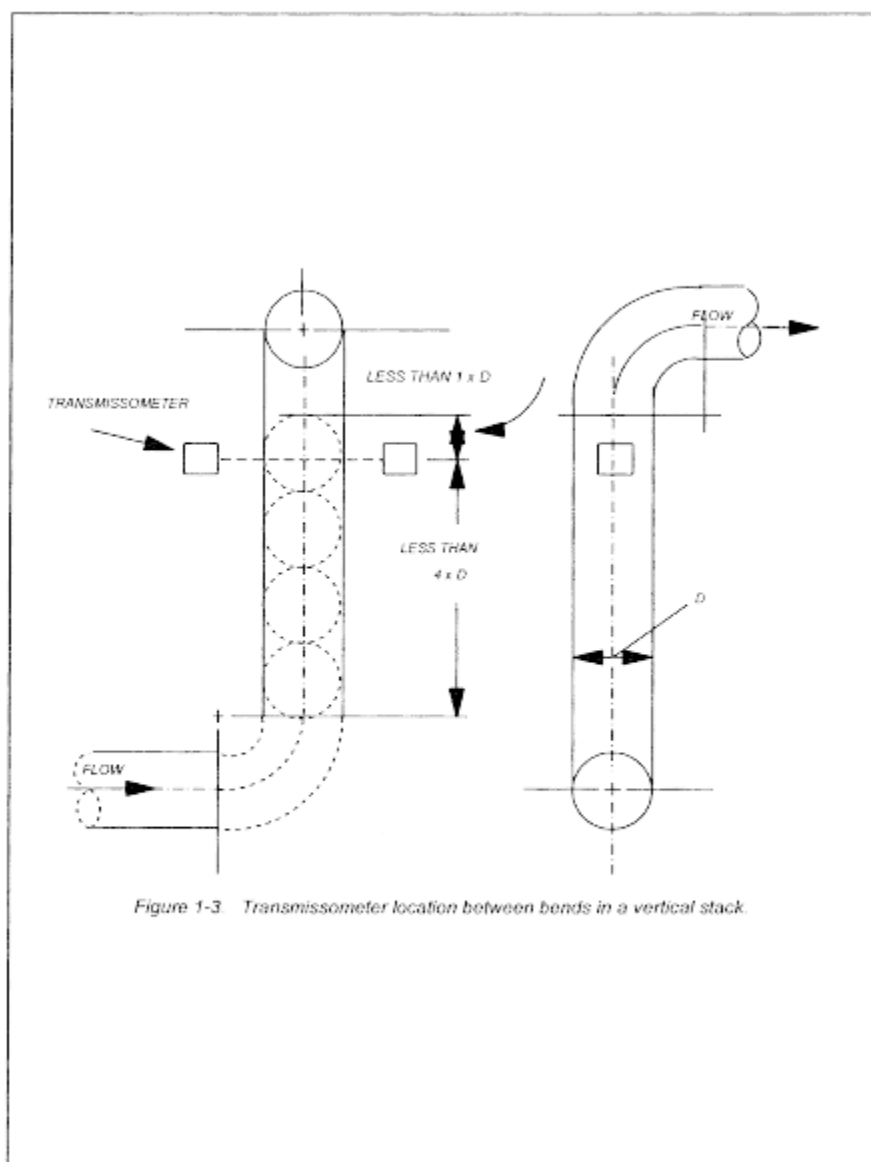 FLOW
LESS THAN 1 x D
TRANSMISSOMETER
LESS THAN
4 x D
D
FLOW
Figure 1-3. Transmissometer location between bends in a vertical stack.